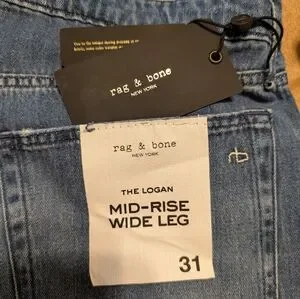 rag & bone
NEW YORK
rag & bone
NEW YORK
THE LOGAN
MID-RISE
WIDE LEG
31